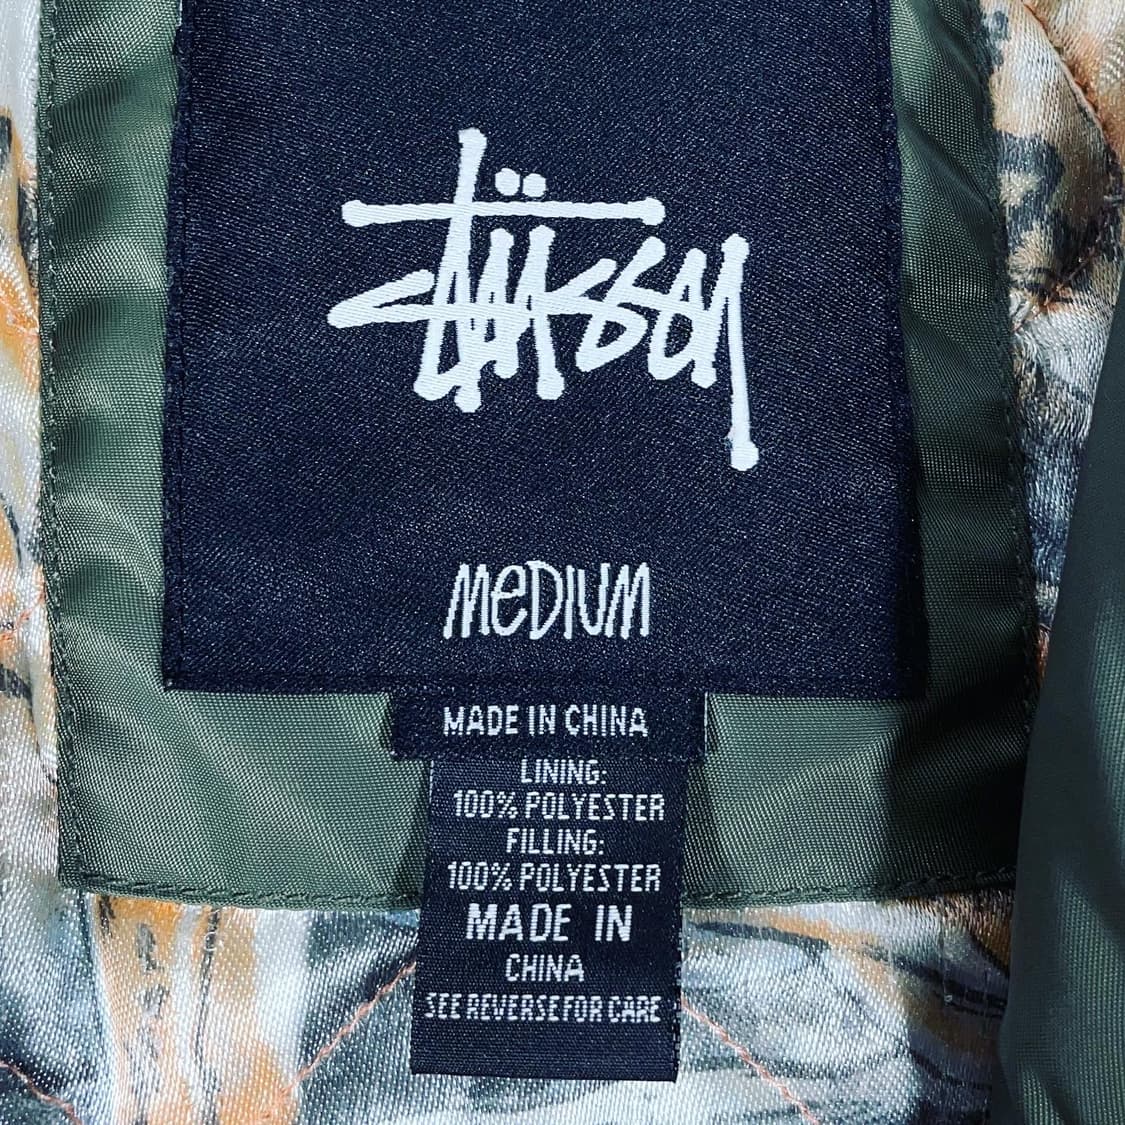 Stüssy
MeDIUM
MADE IN CHINA
LINING:
100% POLYESTER
FILLING:
100% POLYESTER
MADE IN
CHINA
SEE REVERSE FOR CARE